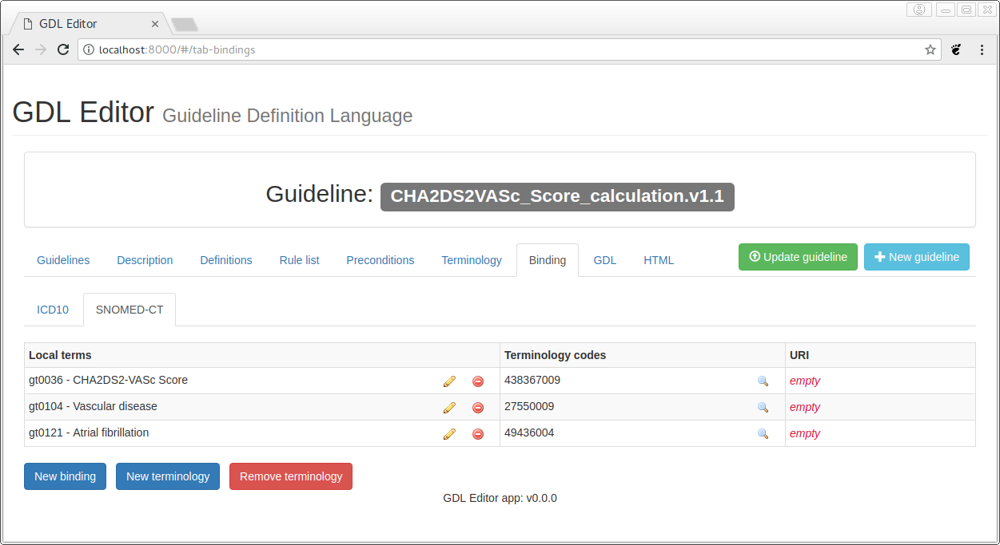 GDL Editor
localhost:8000/#/tab-bindings
GDL Editor Guideline Definition Language
Guideline: CHA2DS2VASc_Score_calculation.v1.1
Guidelines Description Definitions Rule list Preconditions Terminology Binding GDL HTML Update guideline New guideline
ICD10 SNOMED-CT
Local terms Terminology codes URI
gt0036 - CHA2DS2-VASc Score 438367009 empty
gt0104 - Vascular disease 27550009 empty
gt0121 - Atrial fibrillation 49436004 empty
New binding New terminology Remove terminology
GDL Editor app: v0.0.0